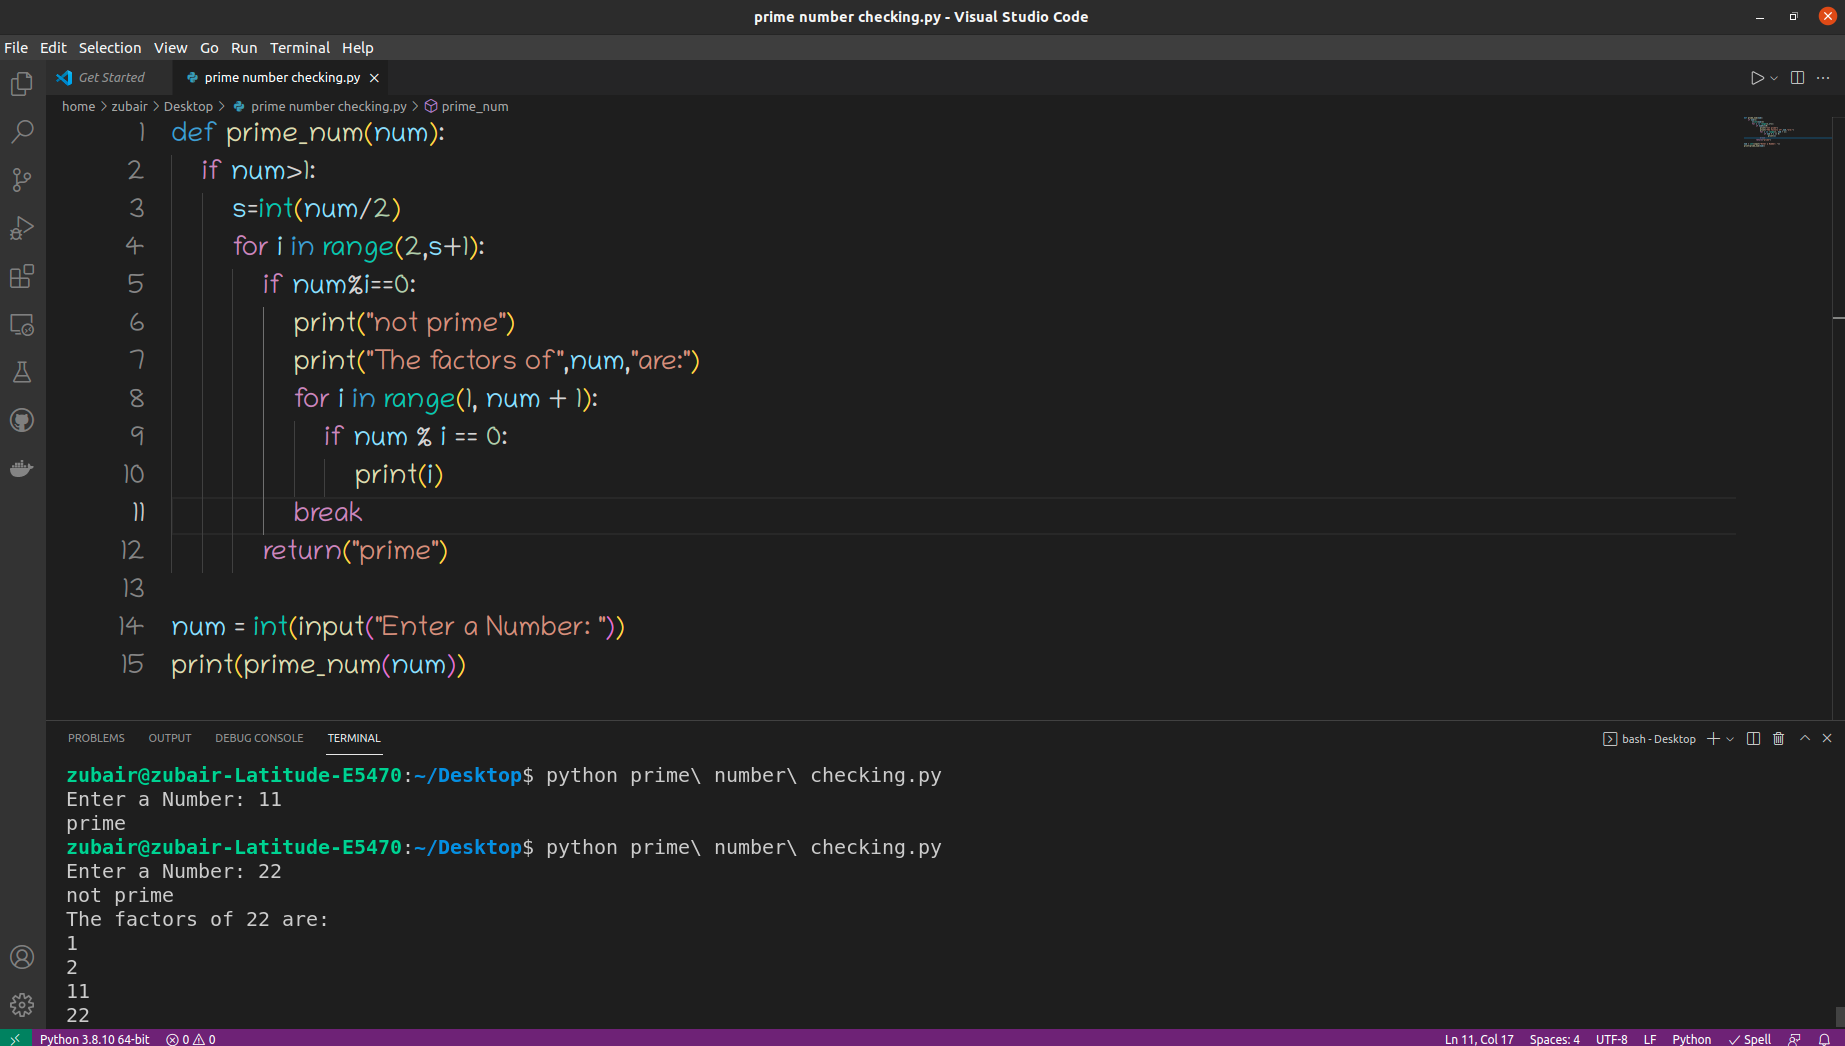 prime number checking.py - Visual Studio Code
File Edit Selection View Go Run Terminal Help
Get Started prime number checking.py
home > zubair > Desktop > prime number checking.py > prime_num
1 def prime_num(num):
2 if num>1:
3 s=int(num/2)
4 for i in range(2,s+1):
5 if num%i==0:
6 print("not prime")
7 print("The factors of",num,"are:")
8 for i in range(1, num + 1):
9 if num % i == 0:
10 print(i)
11 break
12 return("prime")
13
14 num = int(input("Enter a Number: "))
15 print(prime_num(num))
PROBLEMS OUTPUT DEBUG CONSOLE TERMINAL bash - Desktop
zubair@zubair-Latitude-E5470:~/Desktop$ python prime\ number\ checking.py
Enter a Number: 11
prime
zubair@zubair-Latitude-E5470:~/Desktop$ python prime\ number\ checking.py
Enter a Number: 22
not prime
The factors of 22 are:
1
2
11
22
Python 3.8.10 64-bit 0 0 Ln 11, Col 17 Spaces: 4 UTF-8 LF Python Spell